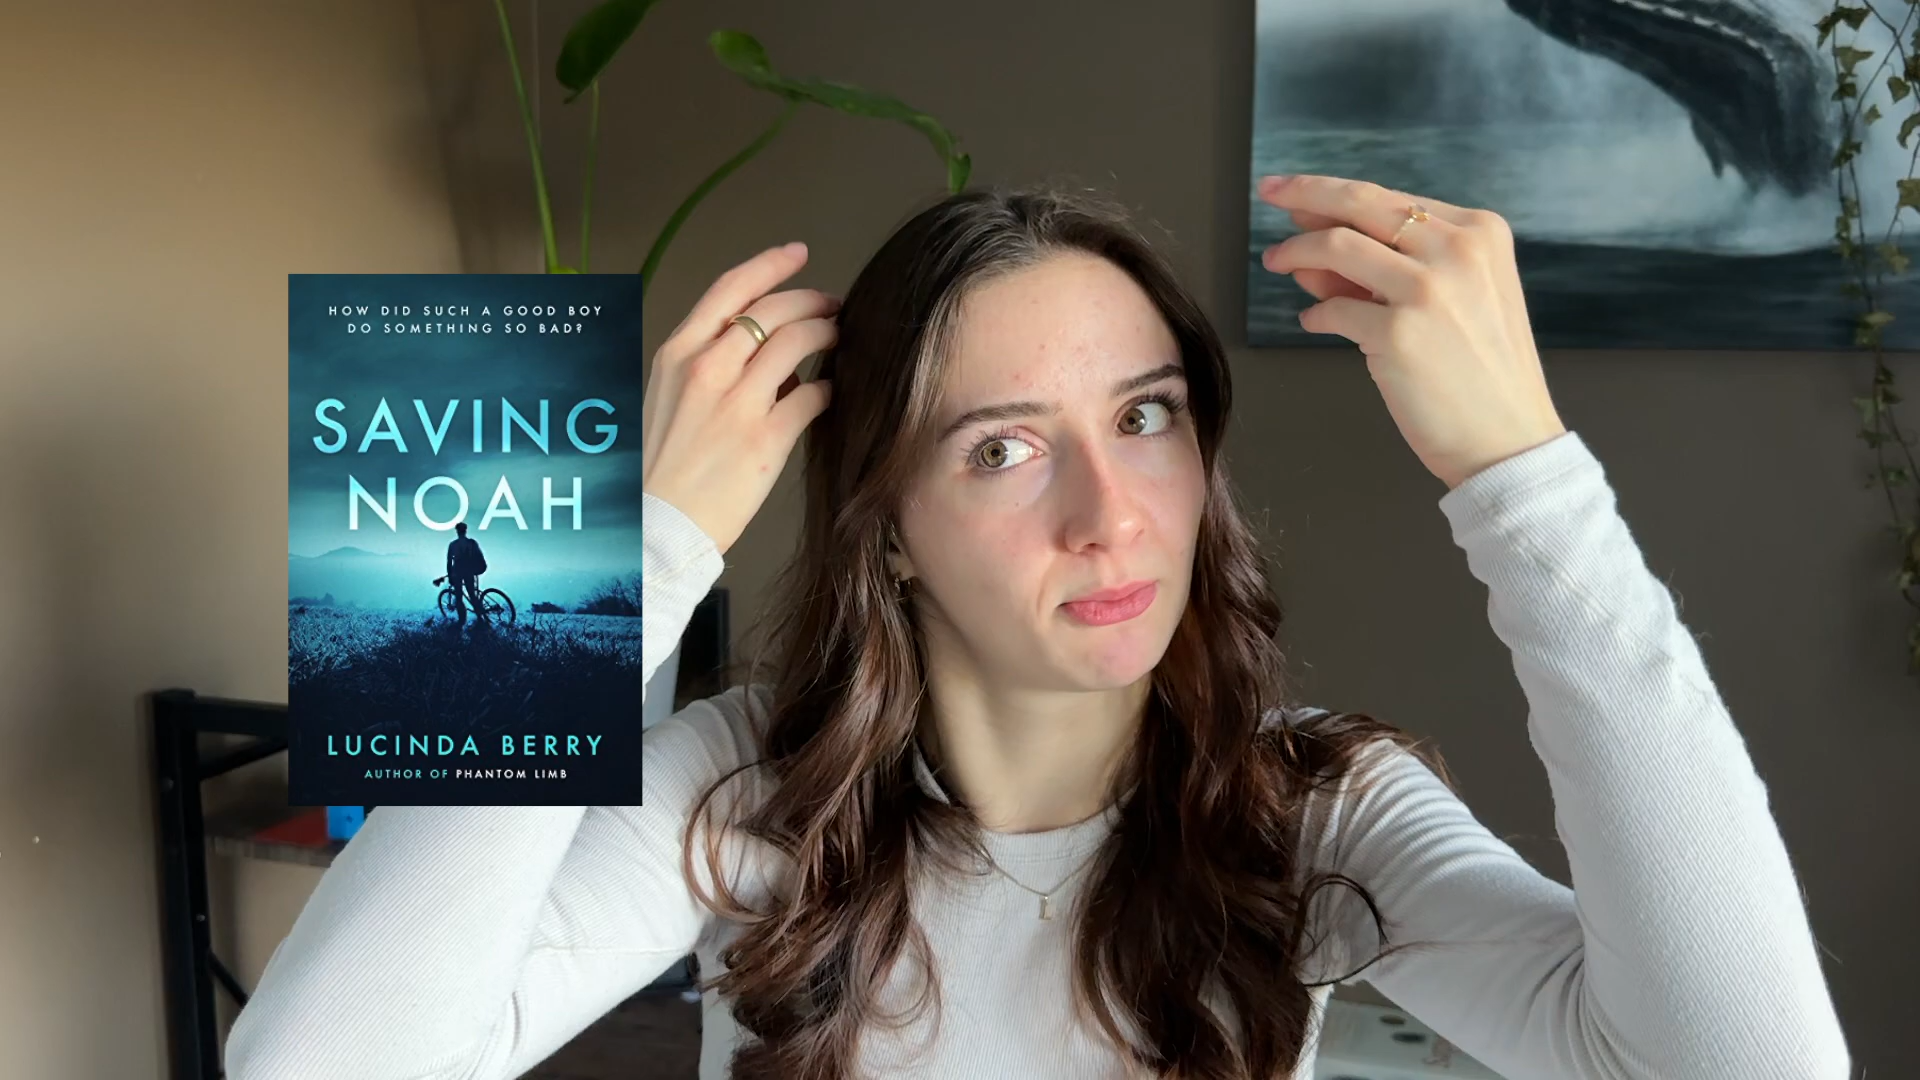 HOW DID SUCH A GOOD BOY
DO SOMETHING SO BAD?
SAVING
NOAH
LUCINDA BERRY
AUTHOR OF PHANTOM LIMB
L